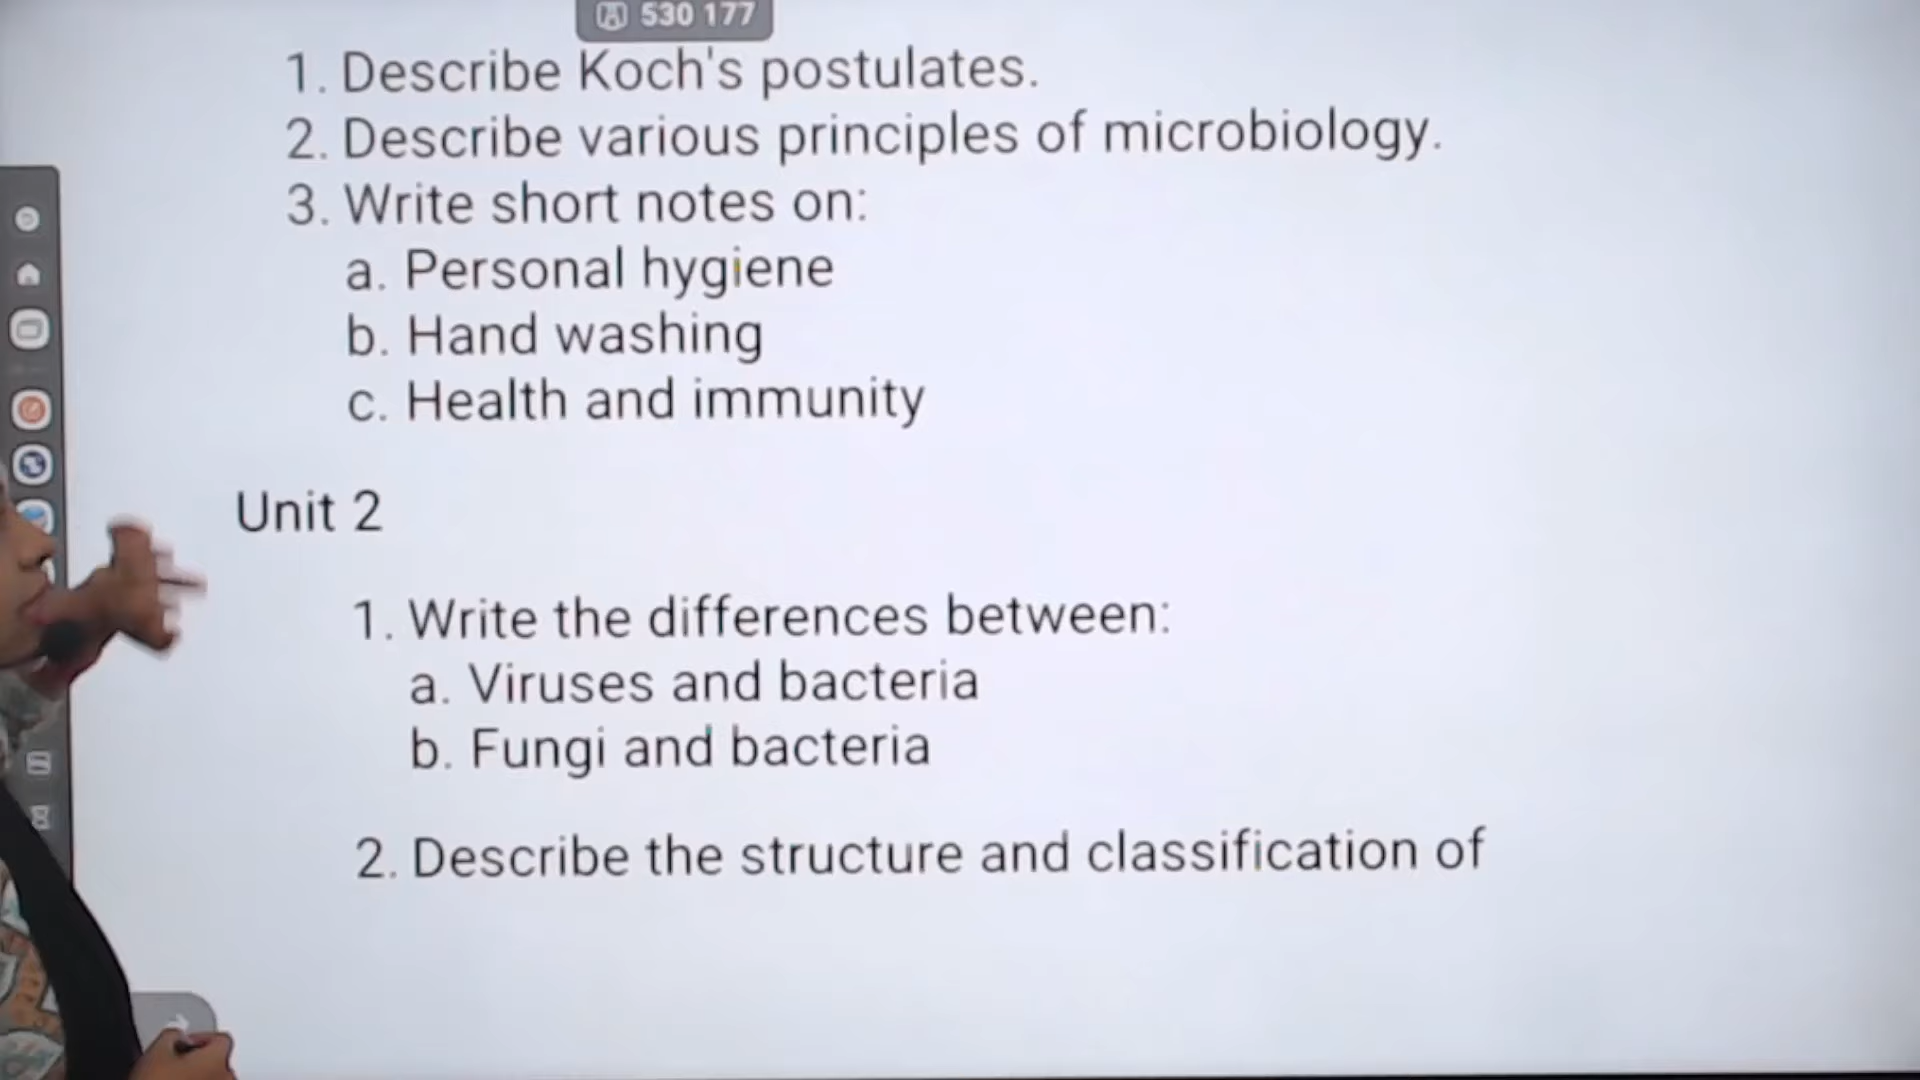 530 177
1. Describe Koch's postulates.
2. Describe various principles of microbiology.
3. Write short notes on:
a. Personal hygiene
b. Hand washing
c. Health and immunity
Unit 2
1. Write the differences between:
a. Viruses and bacteria
b. Fungi and bacteria
2. Describe the structure and classification of